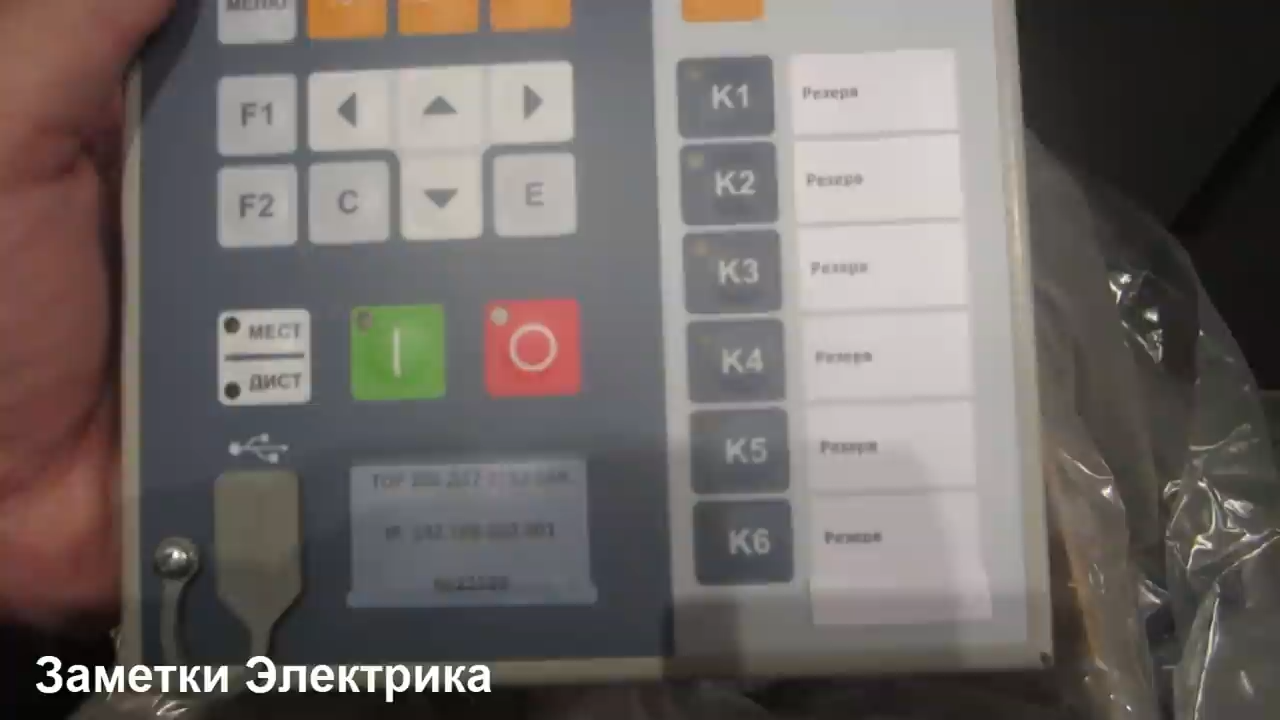 МЕНЮ
F1
F2
C
E
МЕСТ
ДИСТ
IP
K1 Резерв
K2 Резерв
K3 Резерв
K4 Резерв
K5 Резерв
K6 Резерв
Заметки Электрика